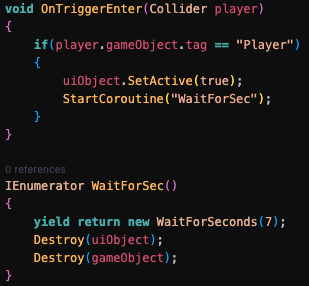 void OnTriggerEnter(Collider player)
{
    if(player.gameObject.tag == "Player")
    {
        uiObject.SetActive(true);
        StartCoroutine("WaitForSec");
    }
}
0 references
IEnumerator WaitForSec()
{
    yield return new WaitForSeconds(7);
    Destroy(uiObject);
    Destroy(gameObject);
}